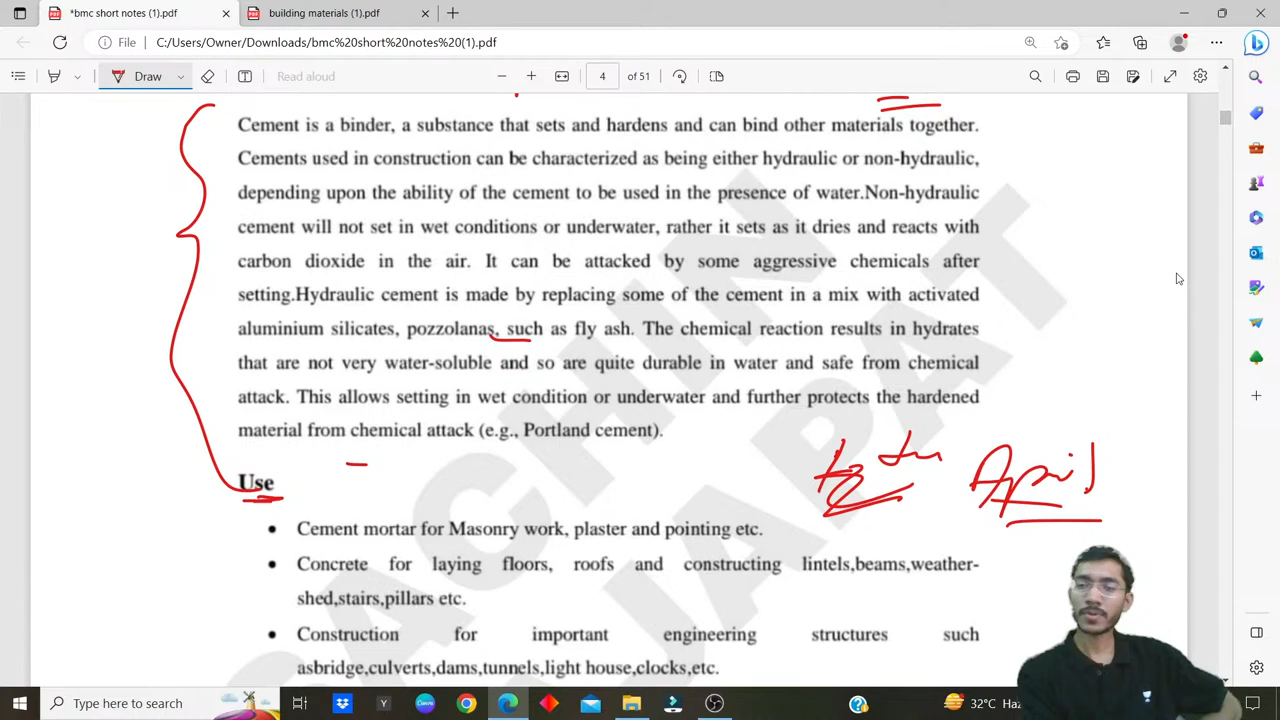 *bmc short notes (1).pdf
building materials (1).pdf
File
C:/Users/Owner/Downloads/bmc%20short%20notes%20(1).pdf
Draw
Read aloud
4
of 51
Cement is a binder, a substance that sets and hardens and can bind other materials together.
Cements used in construction can be characterized as being either hydraulic or non-hydraulic,
depending upon the ability of the cement to be used in the presence of water.Non-hydraulic
cement will not set in wet conditions or underwater, rather it sets as it dries and reacts with
carbon dioxide in the air. It can be attacked by some aggressive chemicals after
setting.Hydraulic cement is made by replacing some of the cement in a mix with activated
aluminium silicates, pozzolanas, such as fly ash. The chemical reaction results in hydrates
that are not very water-soluble and so are quite durable in water and safe from chemical
attack. This allows setting in wet condition or underwater and further protects the hardened
material from chemical attack (e.g., Portland cement).
April
Use
Cement mortar for Masonry work, plaster and pointing etc.
Concrete for laying floors, roofs and constructing lintels,beams,weather-
shed,stairs,pillars etc.
Construction for important engineering structures such
asbridge,culverts,dams,tunnels,light house,clocks,etc.
SACHIN
Type here to search
32°C Haz